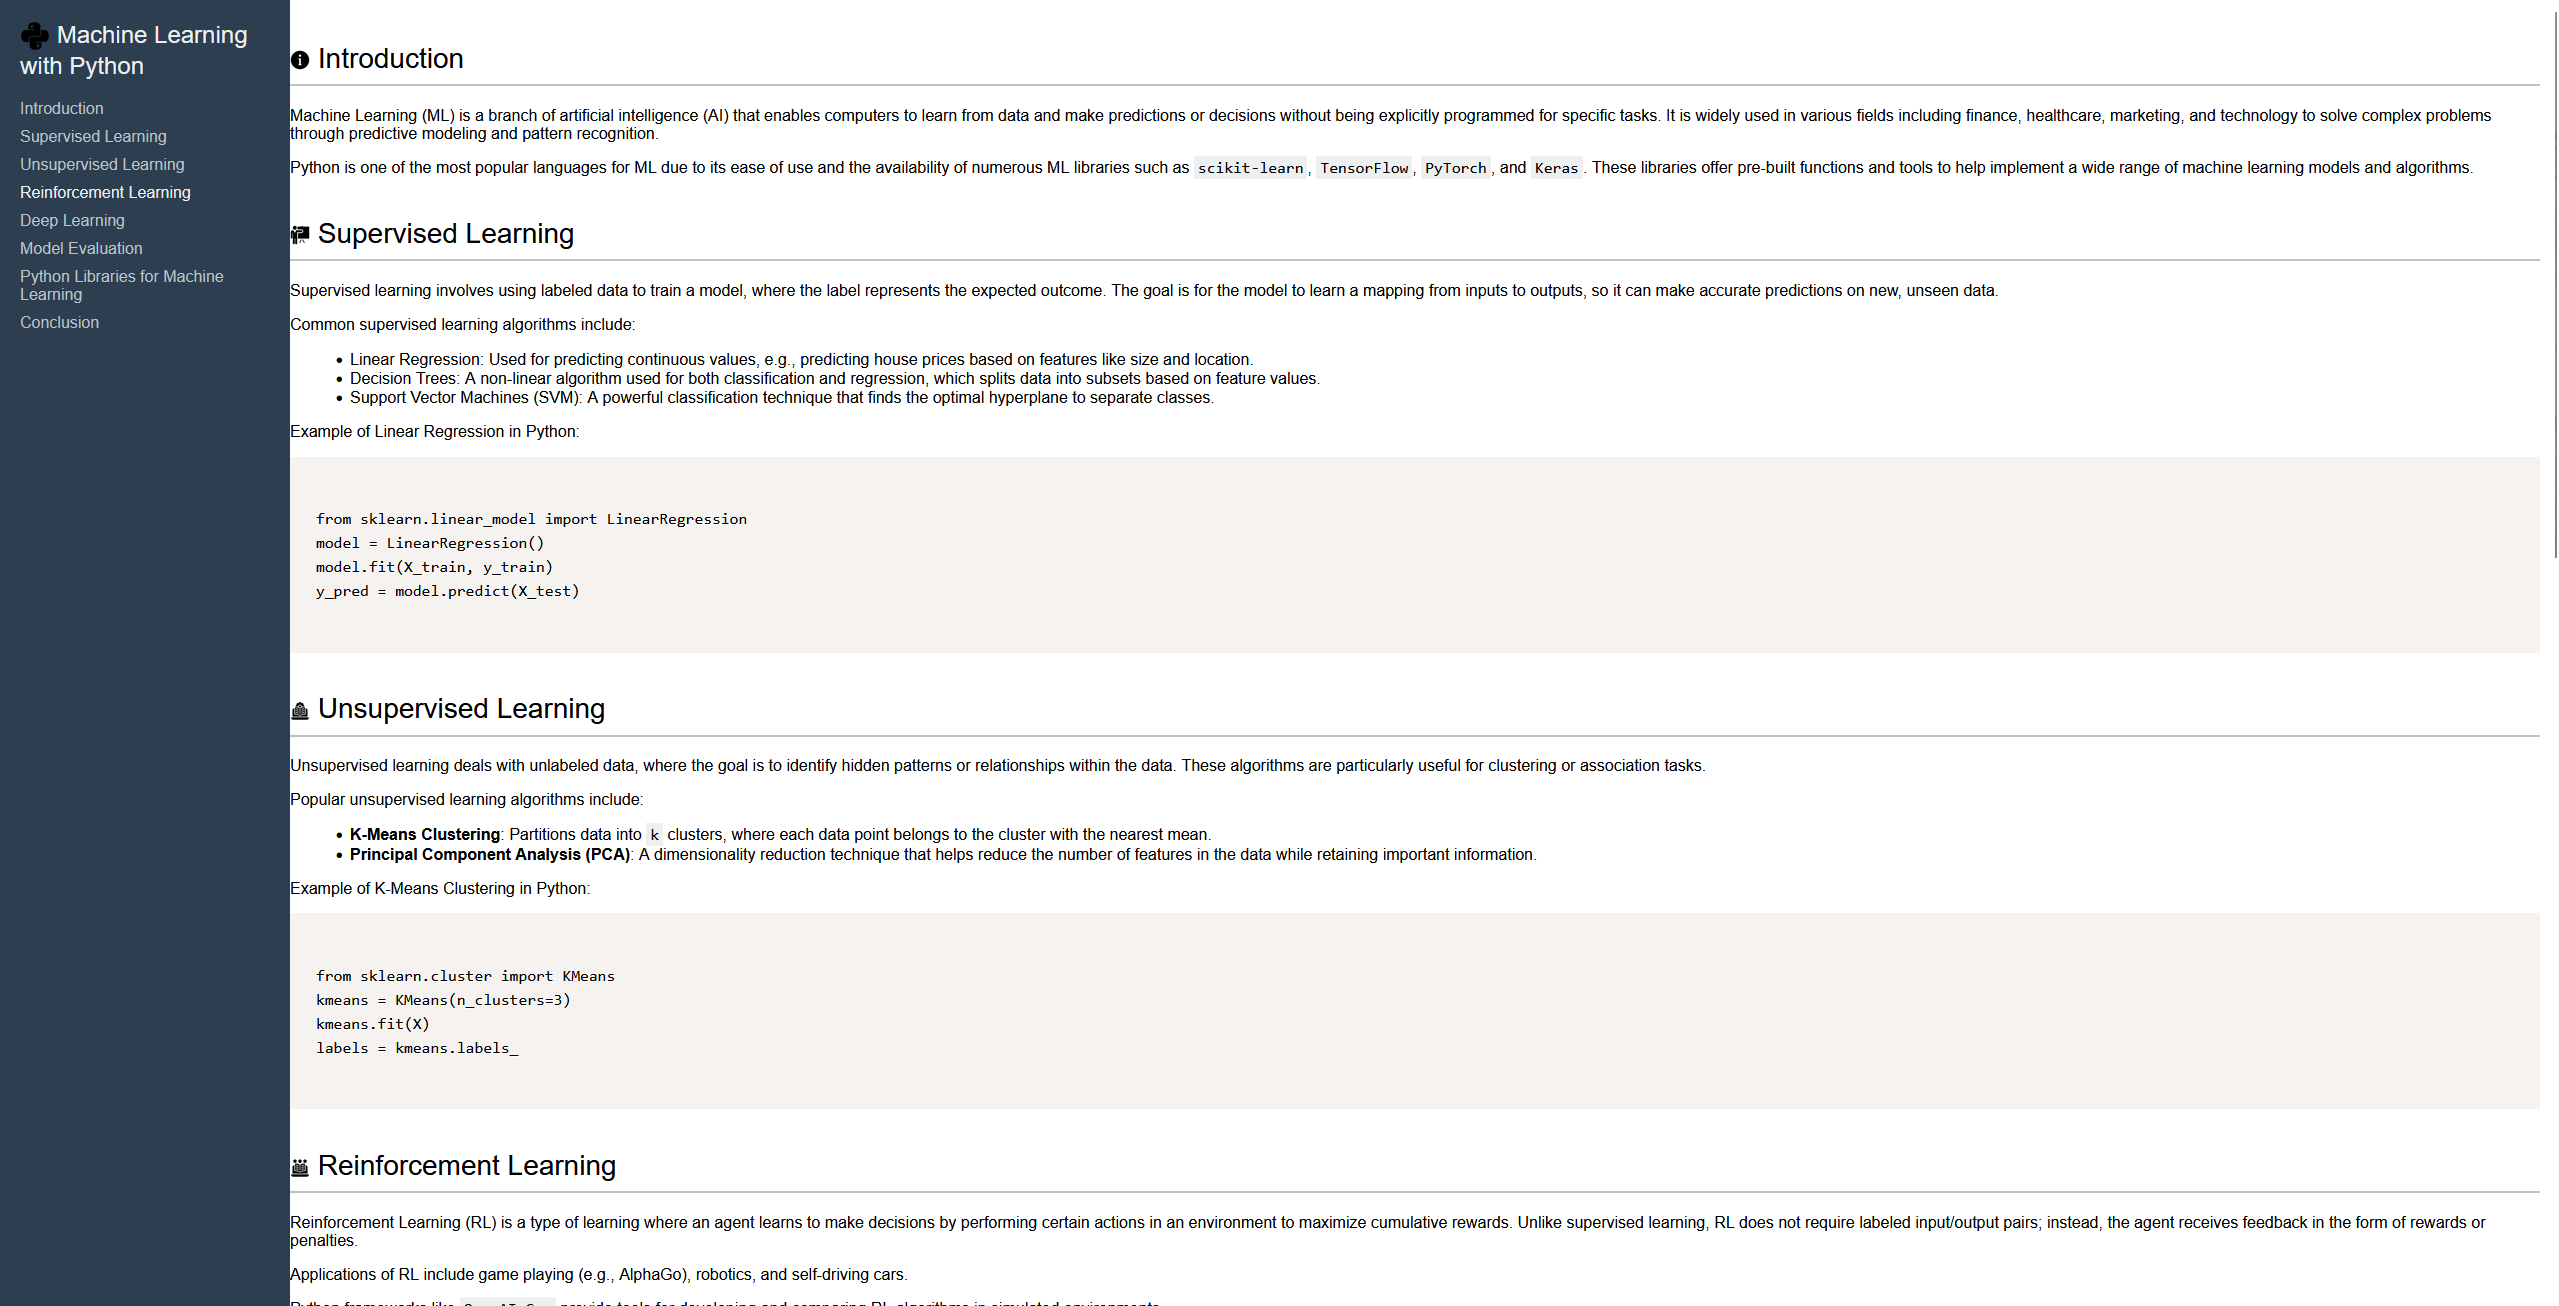 Machine Learning
with Python
Introduction
Supervised Learning
Unsupervised Learning
Reinforcement Learning
Deep Learning
Model Evaluation
Python Libraries for Machine
Learning
Conclusion
Introduction
Machine Learning (ML) is a branch of artificial intelligence (AI) that enables computers to learn from data and make predictions or decisions without being explicitly programmed for specific tasks. It is widely used in various fields including finance, healthcare, marketing, and technology to solve complex problems
through predictive modeling and pattern recognition.
Python is one of the most popular languages for ML due to its ease of use and the availability of numerous ML libraries such as scikit-learn, TensorFlow, PyTorch, and Keras. These libraries offer pre-built functions and tools to help implement a wide range of machine learning models and algorithms.
Supervised Learning
Supervised learning involves using labeled data to train a model, where the label represents the expected outcome. The goal is for the model to learn a mapping from inputs to outputs, so it can make accurate predictions on new, unseen data.
Common supervised learning algorithms include:
• Linear Regression: Used for predicting continuous values, e.g., predicting house prices based on features like size and location.
• Decision Trees: A non-linear algorithm used for both classification and regression, which splits data into subsets based on feature values.
• Support Vector Machines (SVM): A powerful classification technique that finds the optimal hyperplane to separate classes.
Example of Linear Regression in Python:
from sklearn.linear_model import LinearRegression
model = LinearRegression()
model.fit(X_train, y_train)
y_pred = model.predict(X_test)
Unsupervised Learning
Unsupervised learning deals with unlabeled data, where the goal is to identify hidden patterns or relationships within the data. These algorithms are particularly useful for clustering or association tasks.
Popular unsupervised learning algorithms include:
• K-Means Clustering: Partitions data into k clusters, where each data point belongs to the cluster with the nearest mean.
• Principal Component Analysis (PCA): A dimensionality reduction technique that helps reduce the number of features in the data while retaining important information.
Example of K-Means Clustering in Python:
from sklearn.cluster import KMeans
kmeans = KMeans(n_clusters=3)
kmeans.fit(X)
labels = kmeans.labels_
Reinforcement Learning
Reinforcement Learning (RL) is a type of learning where an agent learns to make decisions by performing certain actions in an environment to maximize cumulative rewards. Unlike supervised learning, RL does not require labeled input/output pairs; instead, the agent receives feedback in the form of rewards or
penalties.
Applications of RL include game playing (e.g., AlphaGo), robotics, and self-driving cars.
Python frameworks like OpenAI Gym provide tools for developing and comparing RL algorithms in simulated environments.